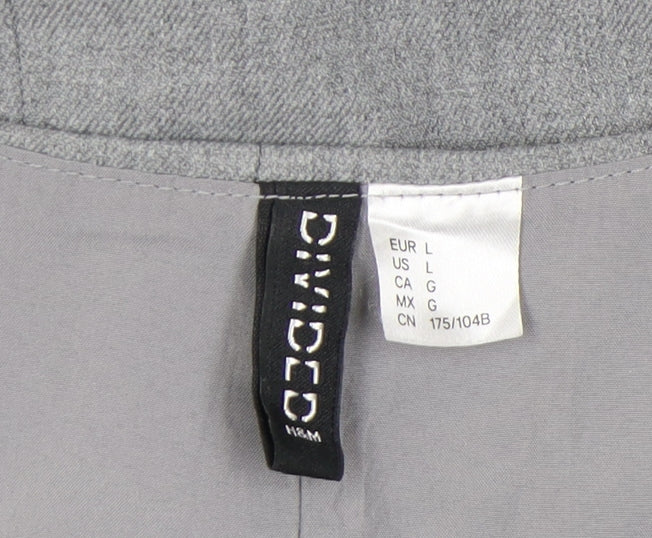 DIVIDED
H&M
EUR L
US L
CA G
MX G
CN 175/104B